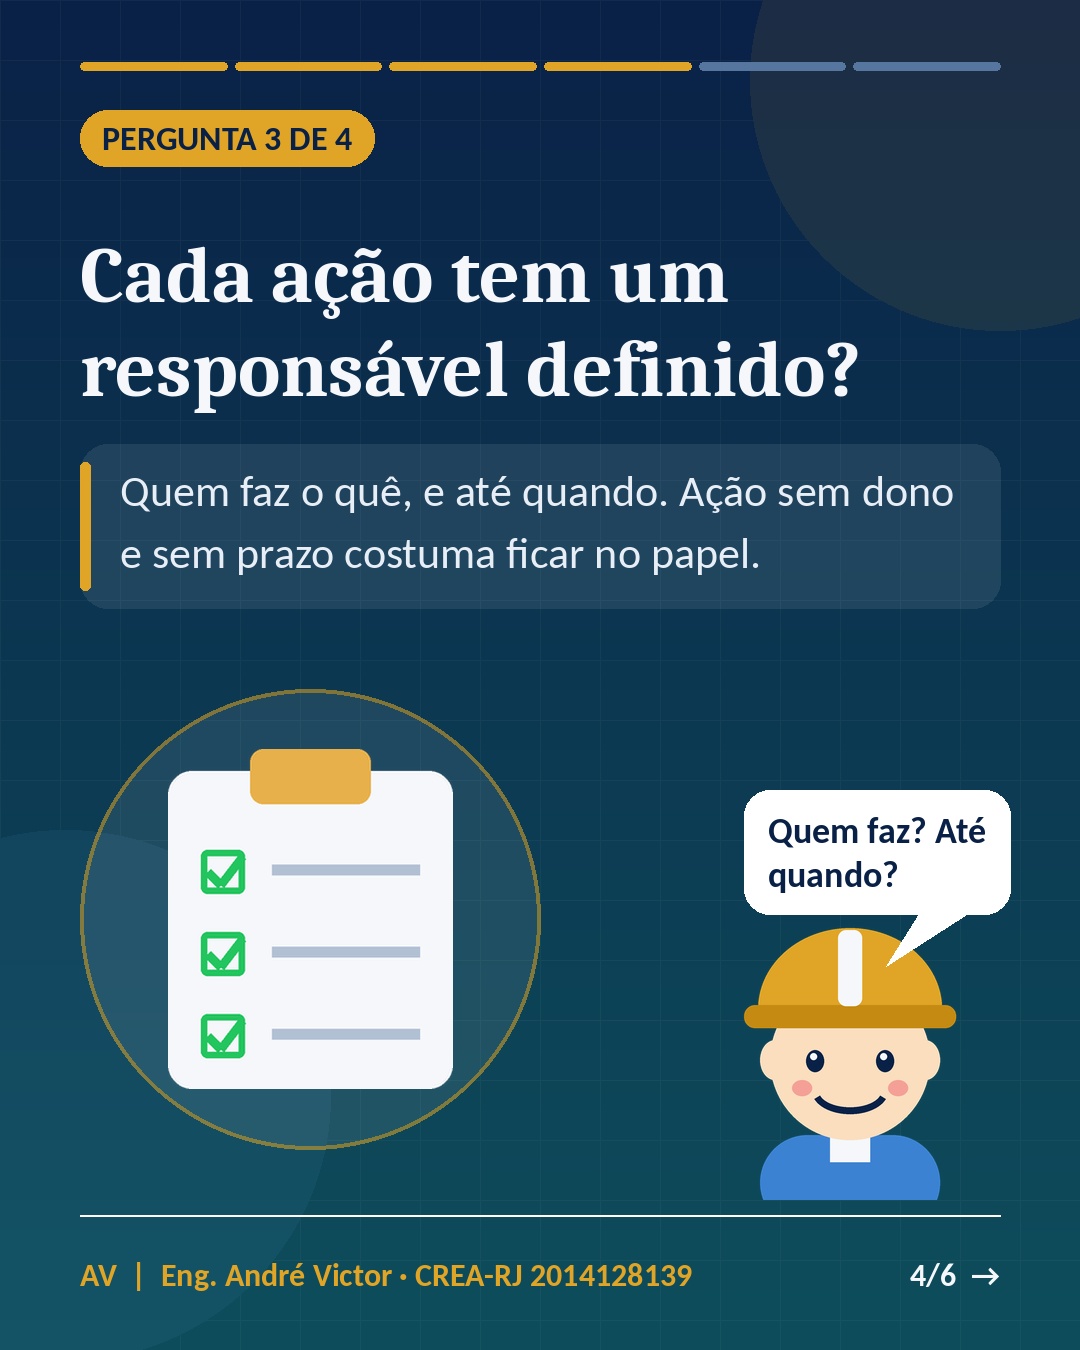 PERGUNTA 3 DE 4
Cada ação tem um
responsável definido?
Quem faz o quê, e até quando. Ação sem dono
e sem prazo costuma ficar no papel.
Quem faz? Até
quando?
AV | Eng. André Victor · CREA-RJ 2014128139
4/6 →